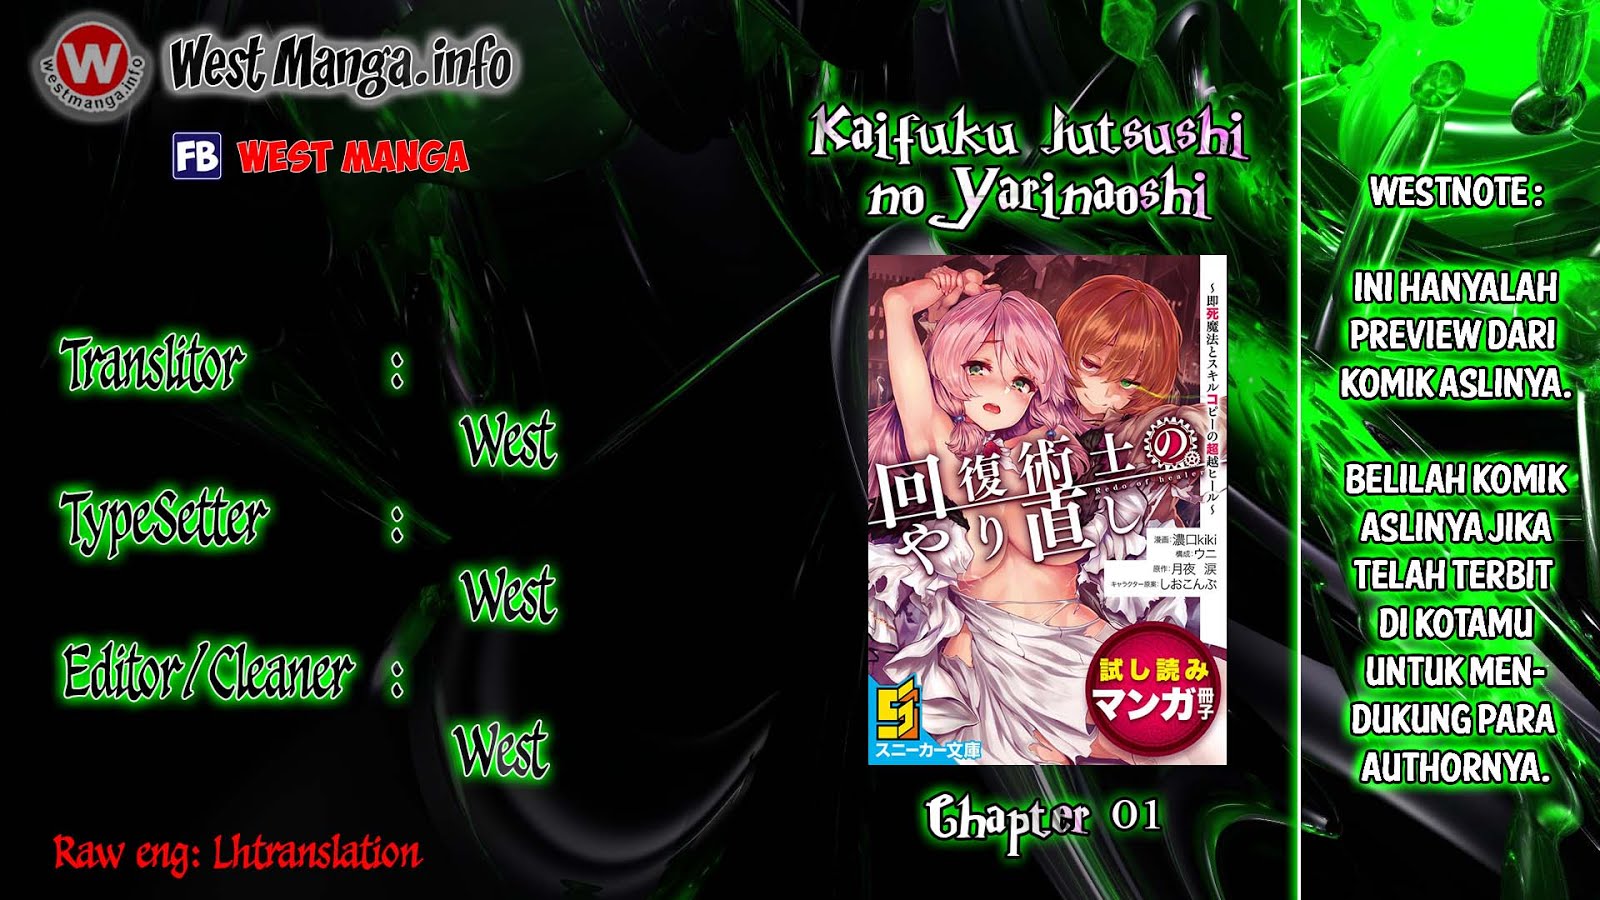 West Manga.info
W
westmanga.info
FB WEST MANGA
Translitor :
West
TypeSetter :
West
Editor/Cleaner :
West
Raw eng: Lhtranslation
Kaifuku Jutsushi
no Yarinaoshi
～即死魔法とスキルコピーの超越ヒール～
回復術士の
Redo of healer
やり直し
漫画:濃口kiki
構成:ウニ
原作:月夜 涙
キャラクター原案:しおこんぶ
試し読み
マンガ冊子
スニーカー文庫
Chapter 01
WESTNOTE :
INI HANYALAH
PREVIEW DARI
KOMIK ASLINYA.
BELILAH KOMIK
ASLINYA JIKA
TELAH TERBIT
DI KOTAMU
UNTUK MEN-
DUKUNG PARA
AUTHORNYA.